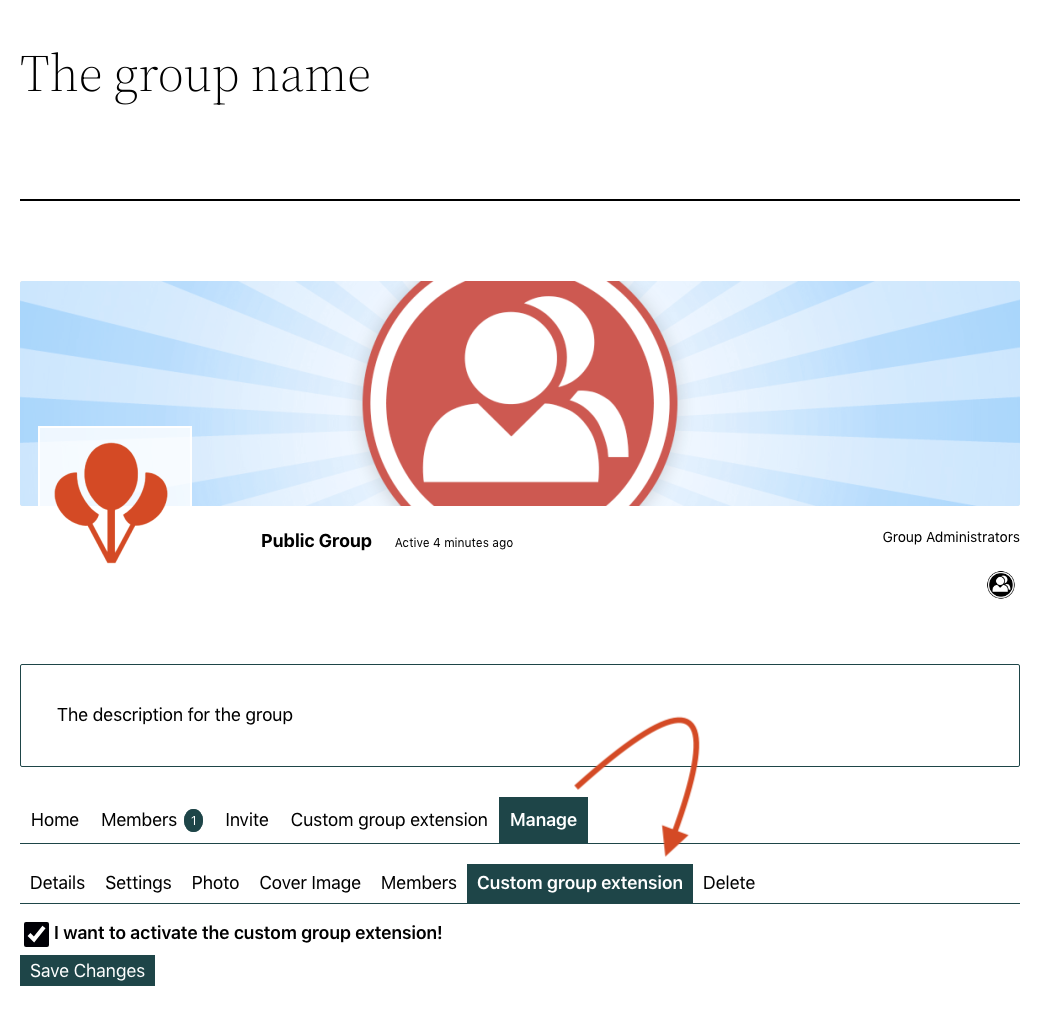 The group name
Public Group Active 4 minutes ago Group Administrators
The description for the group
Home Members 1 Invite Custom group extension Manage
Details Settings Photo Cover Image Members Custom group extension Delete
I want to activate the custom group extension!
Save Changes